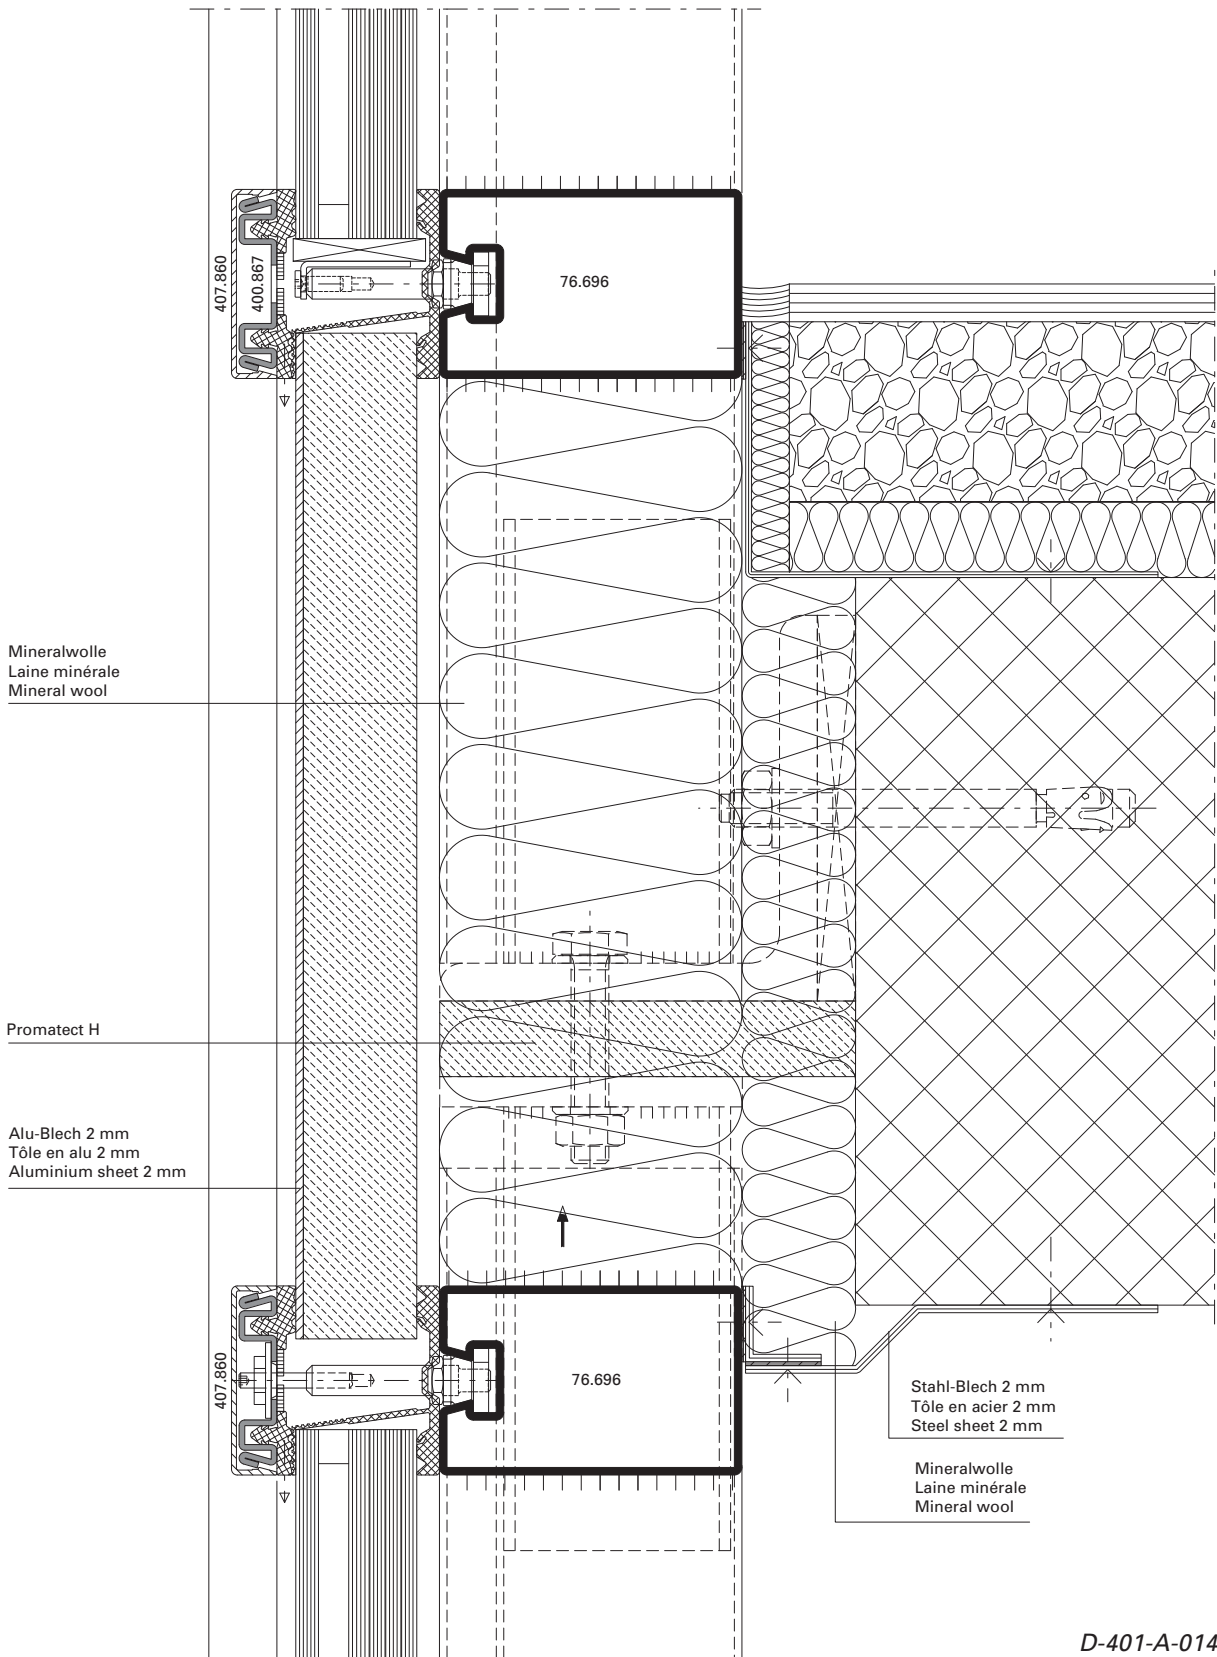 407.860
400.867
76.696
Mineralwolle
Laine minérale
Mineral wool
Promatect H
Alu-Blech 2 mm
Tôle en alu 2 mm
Aluminium sheet 2 mm
407.860
76.696
Stahl-Blech 2 mm
Tôle en acier 2 mm
Steel sheet 2 mm
Mineralwolle
Laine minérale
Mineral wool
D-401-A-014